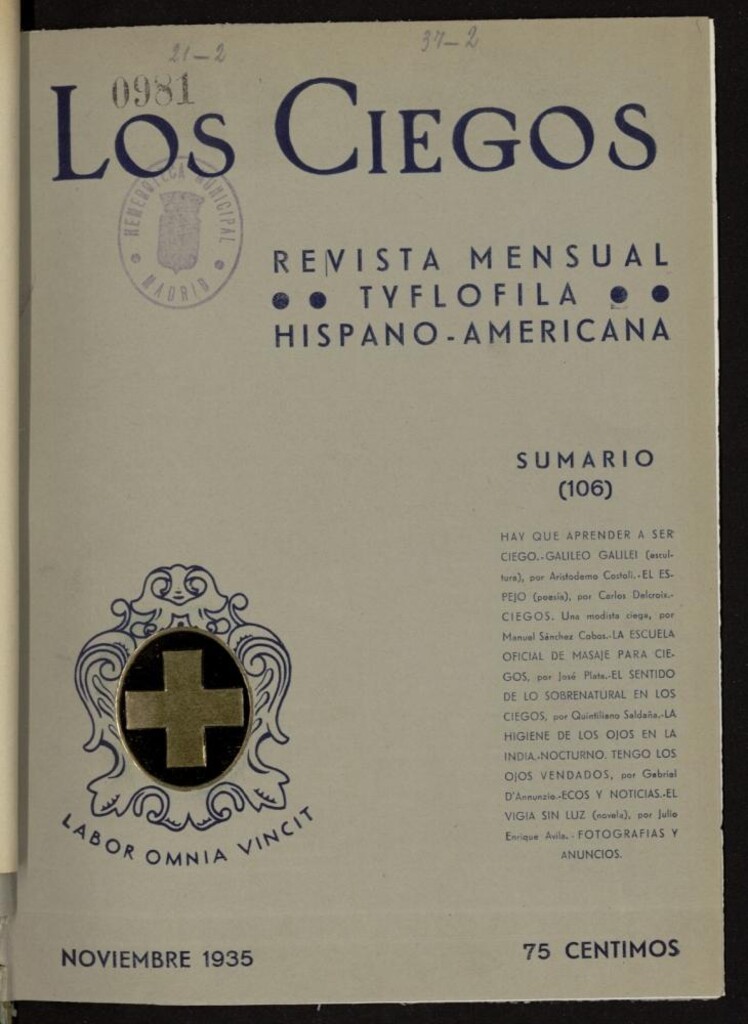 21-2
37-2
0981
LOS CIEGOS
HEMEROTECA MUNICIPAL
MADRID
REVISTA MENSUAL
TYFLOFILA
HISPANO-AMERICANA
SUMARIO
(106)
HAY QUE APRENDER A SER
CIEGO.-GALILEO GALILEI (escul-
tura), por Aristodemo Costoli.-EL ES-
PEJO (poesía), por Carlos Delcroix.-
CIEGOS. Una modista ciega, por
Manuel Sánchez Cobos.-LA ESCUELA
OFICIAL DE MASAJE PARA CIE-
GOS, por José Plata.-EL SENTIDO
DE LO SOBRENATURAL EN LOS
CIEGOS, por Quintiliano Saldaña.-LA
HIGIENE DE LOS OJOS EN LA
INDIA.-NOCTURNO. TENGO LOS
OJOS VENDADOS, por Gabriel
D'Annunzio.-ECOS Y NOTICIAS.-EL
VIGIA SIN LUZ (novela), por Julio
Enrique Avila.-FOTOGRAFIAS Y
ANUNCIOS.
LABOR OMNIA VINCIT
NOVIEMBRE 1935
75 CENTIMOS